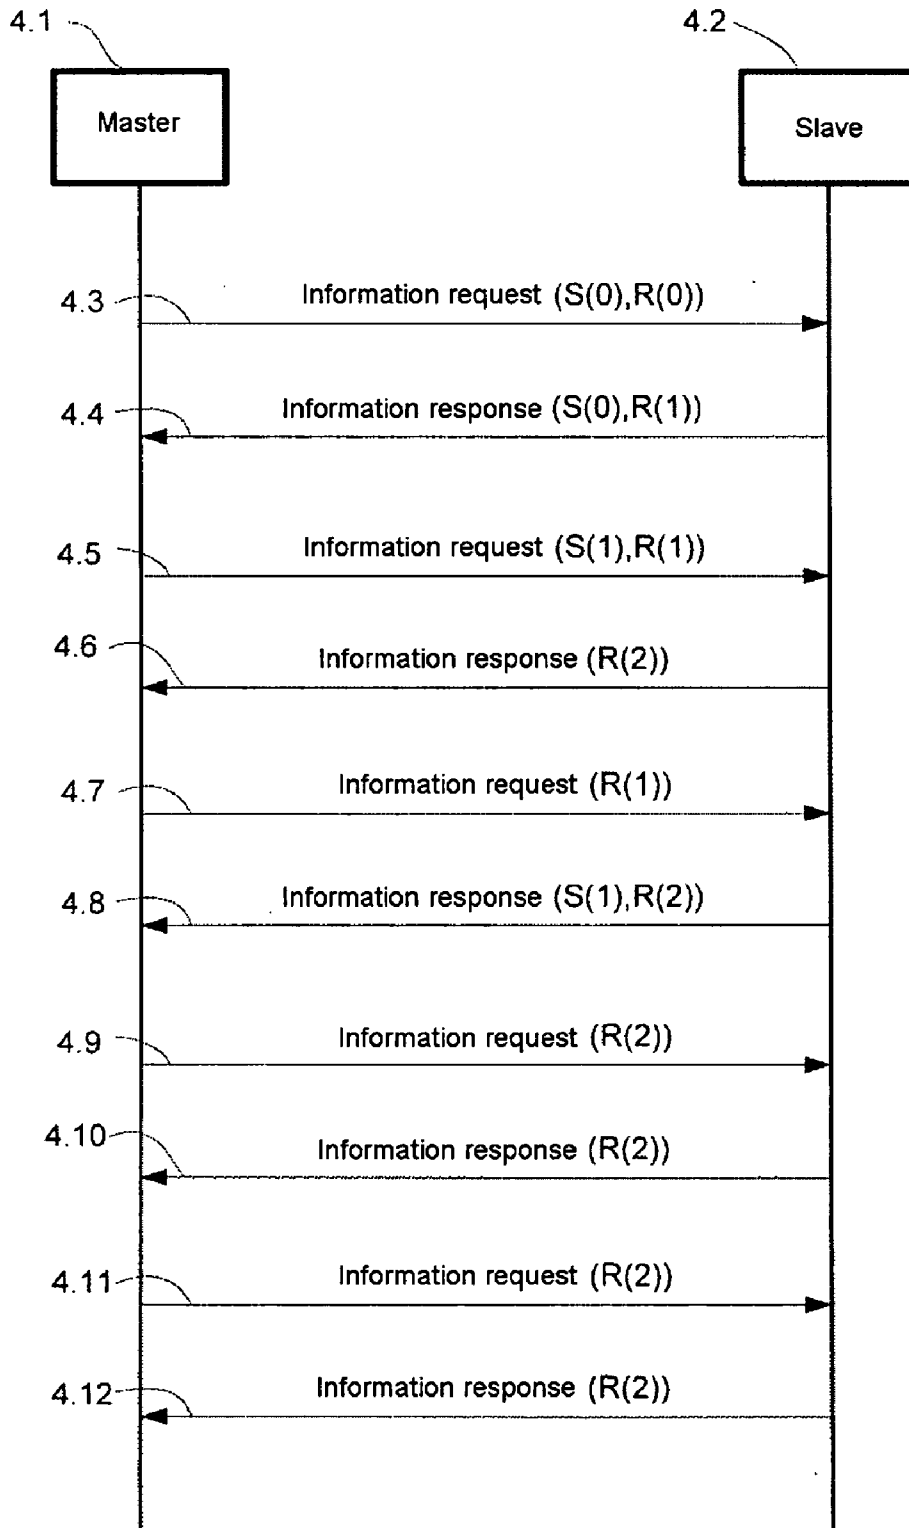 4.1
4.2
Master
Slave
4.3
Information request (S(0),R(0))
4.4
Information response (S(0),R(1))
4.5
Information request (S(1),R(1))
4.6
Information response (R(2))
4.7
Information request (R(1))
4.8
Information response (S(1),R(2))
4.9
Information request (R(2))
4.10
Information response (R(2))
4.11
Information request (R(2))
4.12
Information response (R(2))